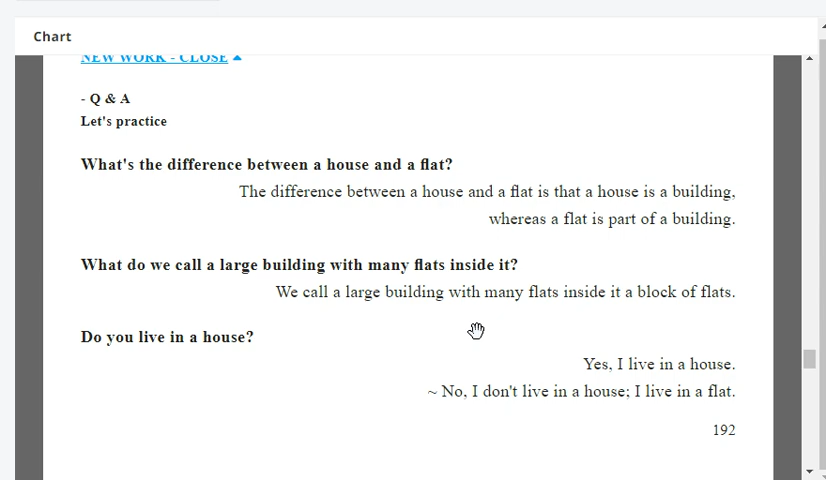 Chart
NEW WORK - CLOSE
- Q & A
Let's practice
What's the difference between a house and a flat?
The difference between a house and a flat is that a house is a building,
whereas a flat is part of a building.
What do we call a large building with many flats inside it?
We call a large building with many flats inside it a block of flats.
Do you live in a house?
Yes, I live in a house.
~ No, I don't live in a house; I live in a flat.
192